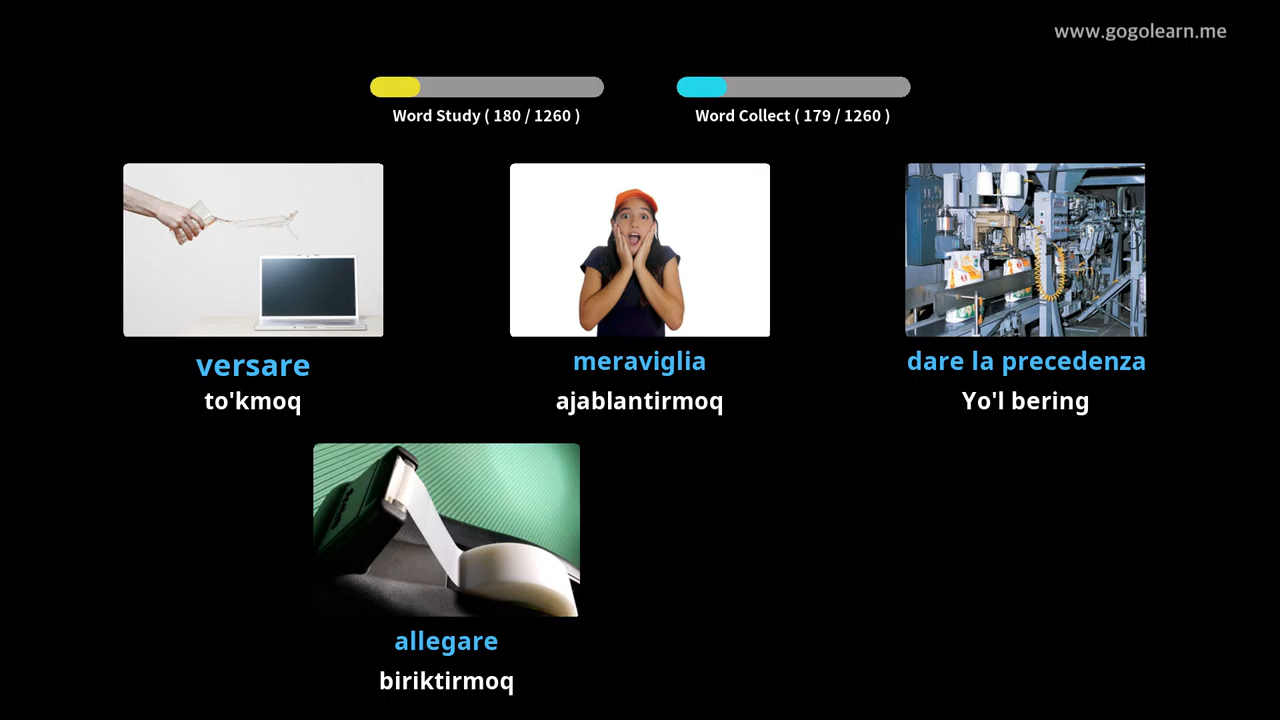 www.gogolearn.me
Word Study ( 180 / 1260 )
Word Collect ( 179 / 1260 )
versare
to'kmoq
meraviglia
ajablantirmoq
dare la precedenza
Yo'l bering
allegare
biriktirmoq